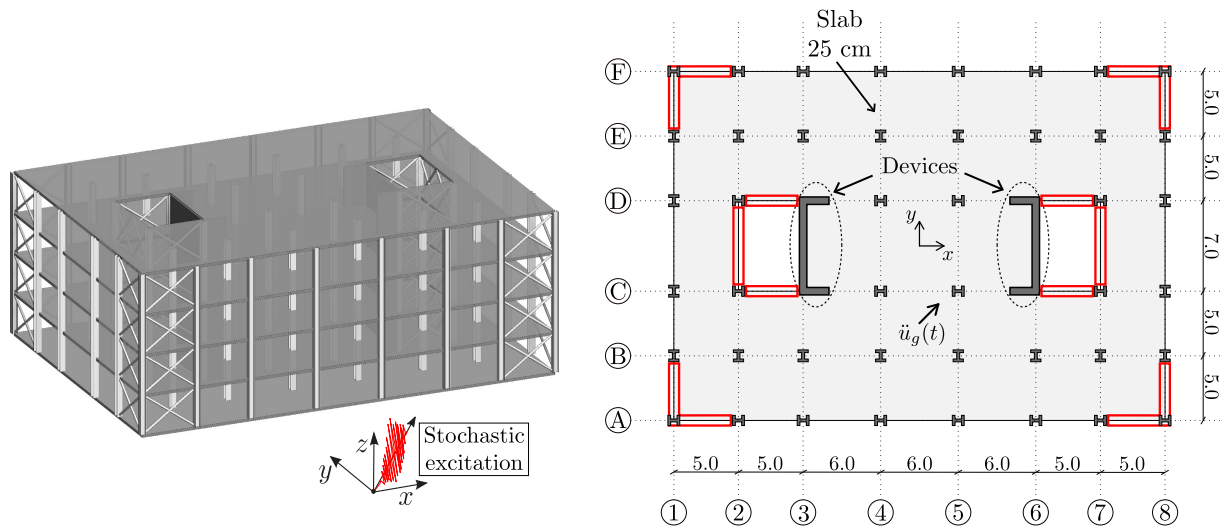 z
y
x
Stochastic
excitation
Slab
25 cm
Devices
y
x
ü_g(t)
F
E
D
C
B
A
5.0
5.0
7.0
5.0
5.0
5.0 5.0 6.0 6.0 6.0 5.0 5.0
1 2 3 4 5 6 7 8